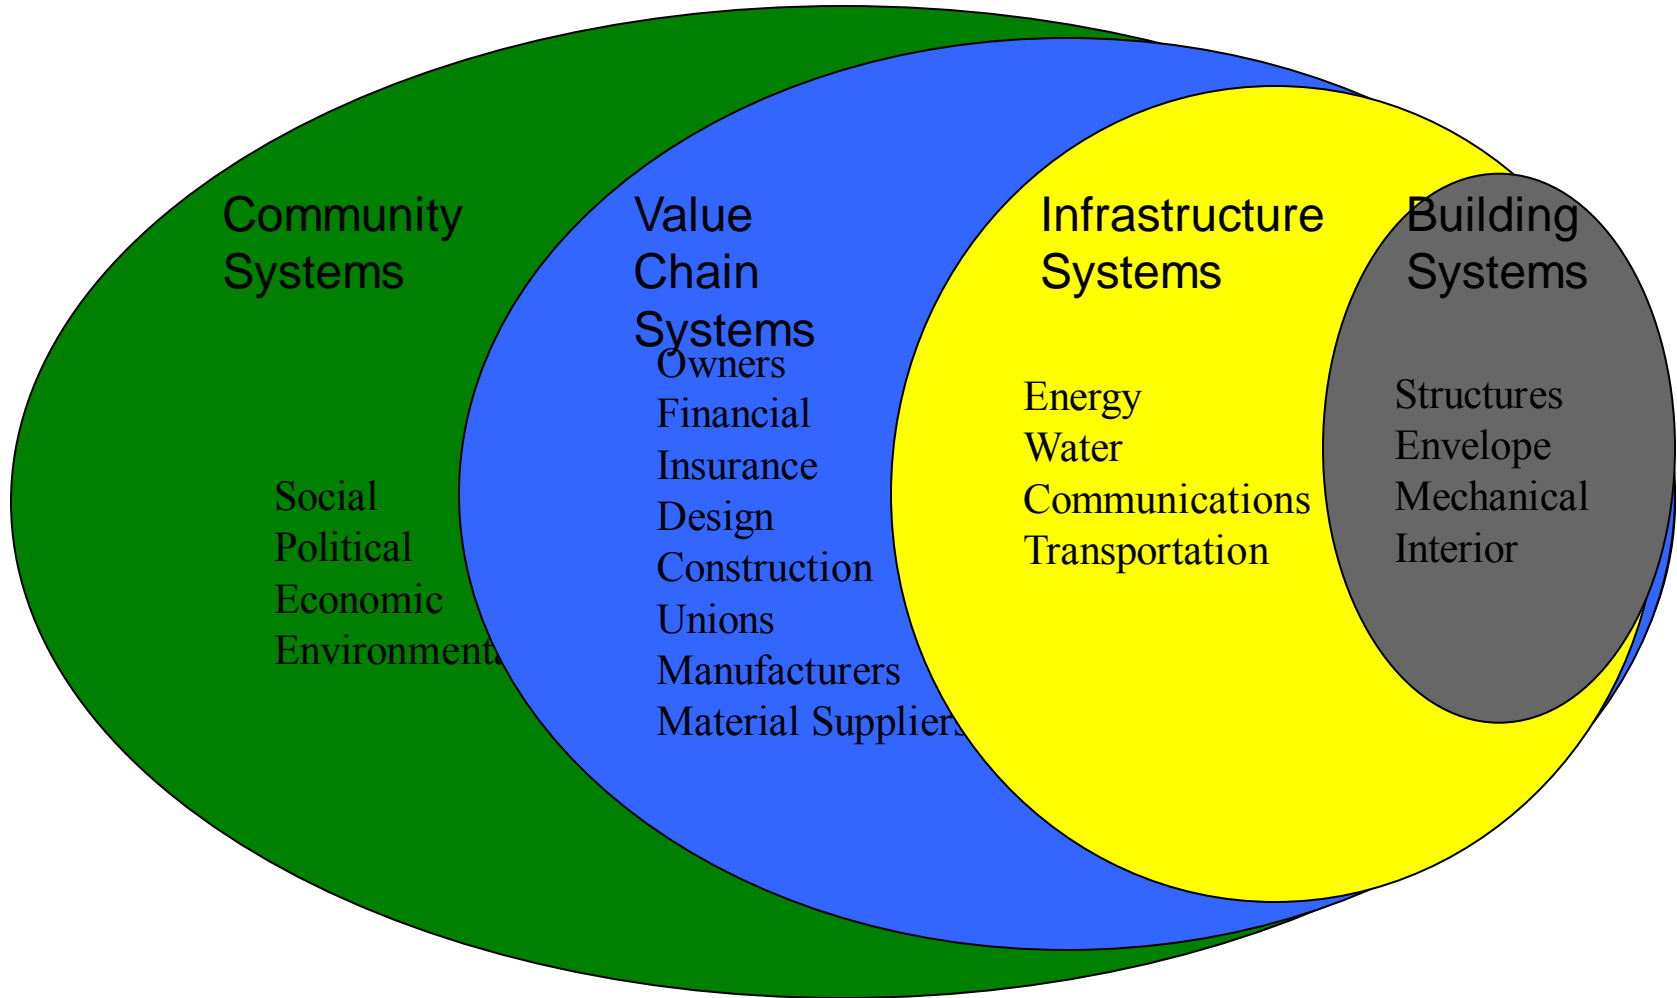 Community
Systems
Social
Political
Economic
Environmenta
Value
Chain
Systems
Owners
Financial
Insurance
Design
Construction
Unions
Manufacturers
Material Suppliers
Infrastructure
Systems
Energy
Water
Communications
Transportation
Building
Systems
Structures
Envelope
Mechanical
Interior